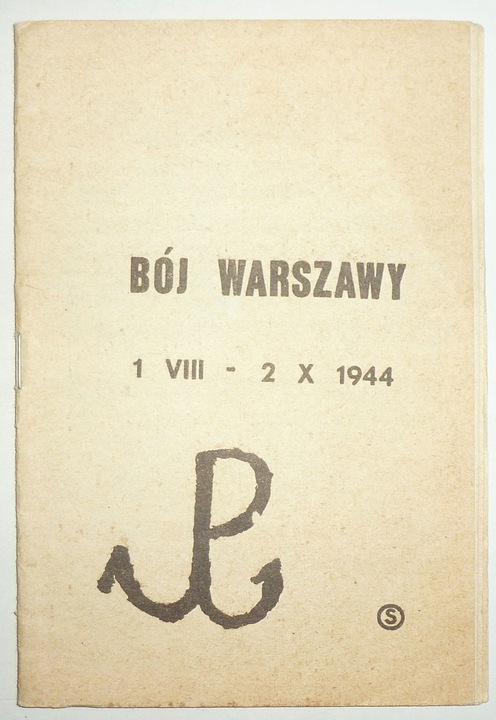 BÓJ WARSZAWY
1 VIII - 2 X 1944
S